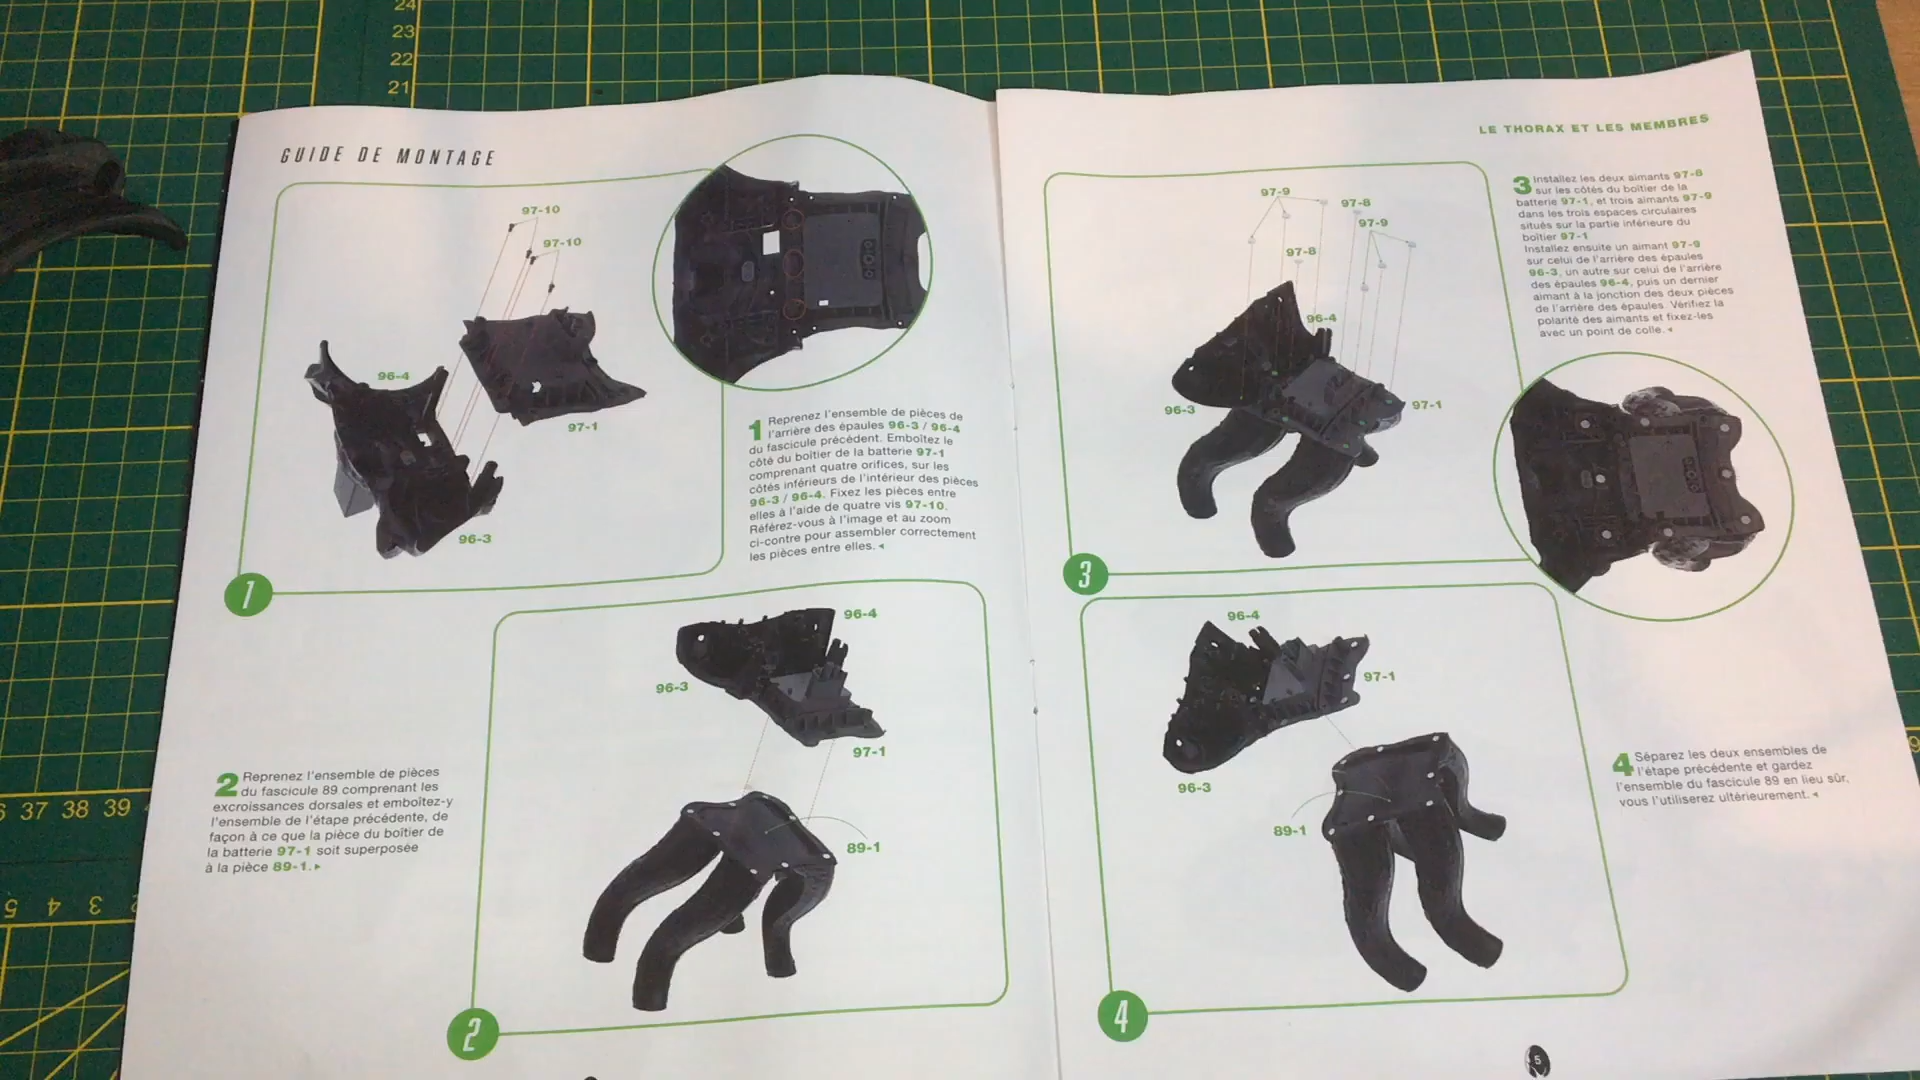 24
23
22
21
GUIDE DE MONTAGE
97-10
97-10
96-4
97-1
96-3
1
1 Reprenez l'ensemble de pièces de
l'arrière des épaules 96-3 / 96-4
du fascicule précédent. Emboîtez le
côté du boîtier de la batterie 97-1
comprenant quatre orifices, sur les
côtés inférieurs de l'intérieur des pièces
96-3 / 96-4. Fixez les pièces entre
elles à l'aide de quatre vis 97-10.
Référez-vous à l'image et au zoom
ci-contre pour assembler correctement
les pièces entre elles.
96-4
96-3
97-1
89-1
2
2 Reprenez l'ensemble de pièces
du fascicule 89 comprenant les
excroissances dorsales et emboîtez-y
l'ensemble de l'étape précédente, de
façon à ce que la pièce du boîtier de
la batterie 97-1 soit superposée
à la pièce 89-1.
37 38 39
5 4 3 2
LE THORAX ET LES MEMBRES
97-9
97-8
97-9
97-8
96-4
96-3
97-1
3
3 Installez les deux aimants 97-8
sur les côtés du boîtier de la
batterie 97-1, et trois aimants 97-9
dans les trois espaces circulaires
situés sur la partie inférieure du
boîtier 97-1
Installez ensuite un aimant 97-9
sur celui de l'arrière des épaules
96-3, un autre sur celui de l'arrière
des épaules 96-4, puis un dernier
aimant à la jonction des deux pièces
de l'arrière des épaules. Vérifiez la
polarité des aimants et fixez-les
avec un point de colle.
96-4
97-1
96-3
89-1
4
4 Séparez les deux ensembles de
l'étape précédente et gardez
l'ensemble du fascicule 89 en lieu sûr,
vous l'utiliserez ultérieurement.
5